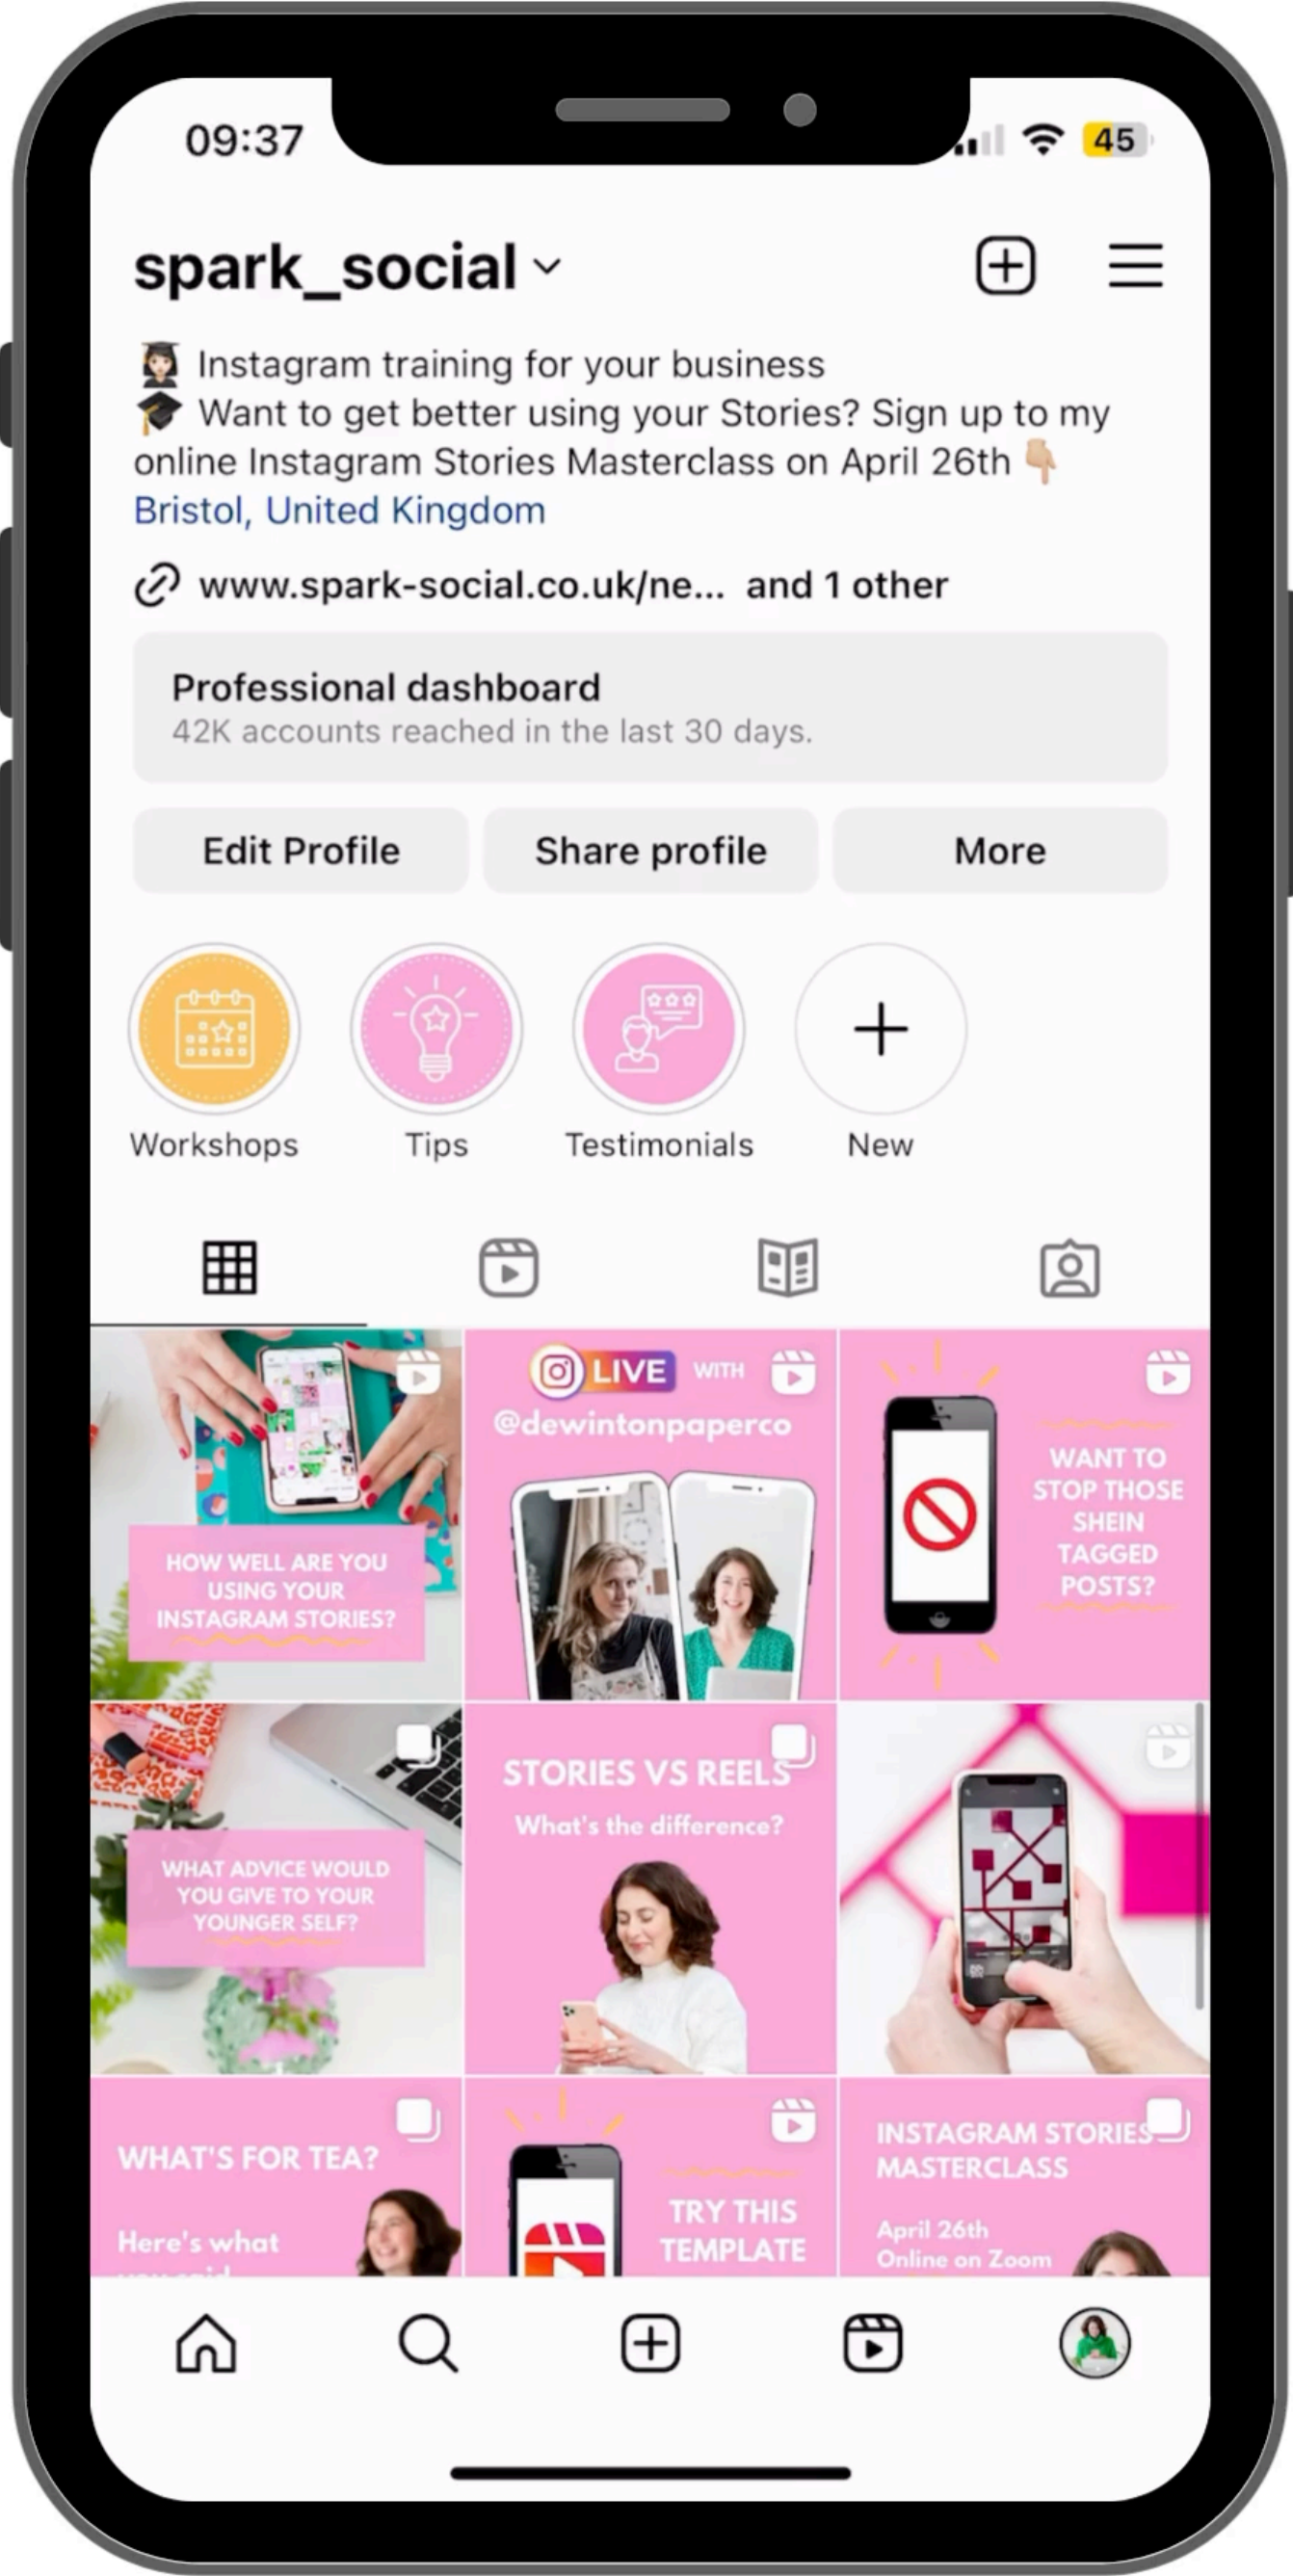 09:37
45
spark_social
Instagram training for your business
Want to get better using your Stories? Sign up to my
online Instagram Stories Masterclass on April 26th
Bristol, United Kingdom
www.spark-social.co.uk/ne... and 1 other
Professional dashboard
42K accounts reached in the last 30 days.
Edit Profile
Share profile
More
Workshops
Tips
Testimonials
New
HOW WELL ARE YOU
USING YOUR
INSTAGRAM STORIES?
LIVE WITH
@dewintonpaperco
WANT TO
STOP THOSE
SHEIN
TAGGED
POSTS?
WHAT ADVICE WOULD
YOU GIVE TO YOUR
YOUNGER SELF?
STORIES VS REELS
What's the difference?
WHAT'S FOR TEA?
Here's what
you said
TRY THIS
TEMPLATE
INSTAGRAM STORIES
MASTERCLASS
April 26th
Online on Zoom